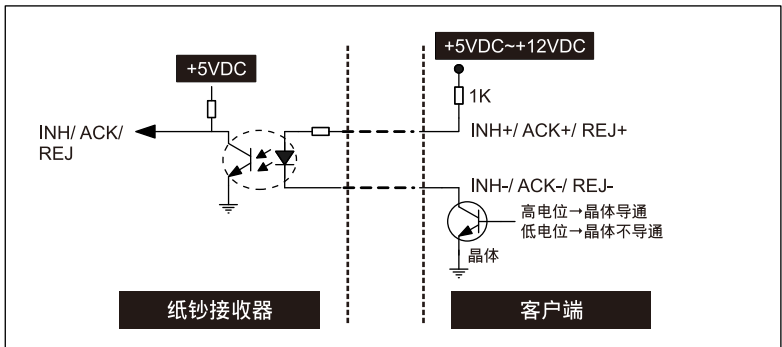 +5VDC
INH/ ACK/
REJ
+5VDC~+12VDC
1K
INH+/ ACK+/ REJ+
INH-/ ACK-/ REJ-
高电位→晶体导通
低电位→晶体不导通
晶体
纸钞接收器
客户端